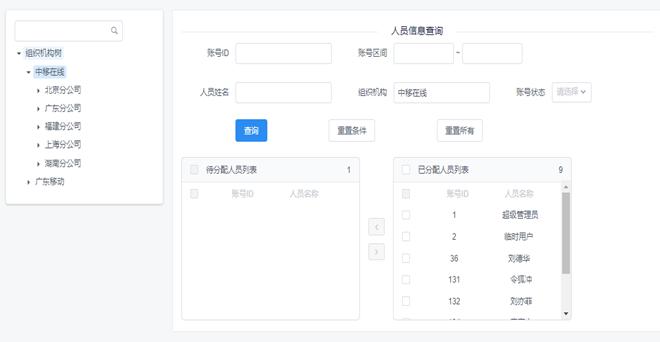 组织机构树
中移在线
北京分公司
广东分公司
福建分公司
上海分公司
湖南分公司
广东移动
人员信息查询
账号ID
账号区间 ~
人员姓名
组织机构 中移在线
账号状态 请选择
查询 重置条件 重置所有
待分配人员列表 1
账号ID 人员名称
已分配人员列表 9
账号ID 人员名称
1 超级管理员
2 临时用户
36 刘德华
131 令狐冲
132 刘亦菲